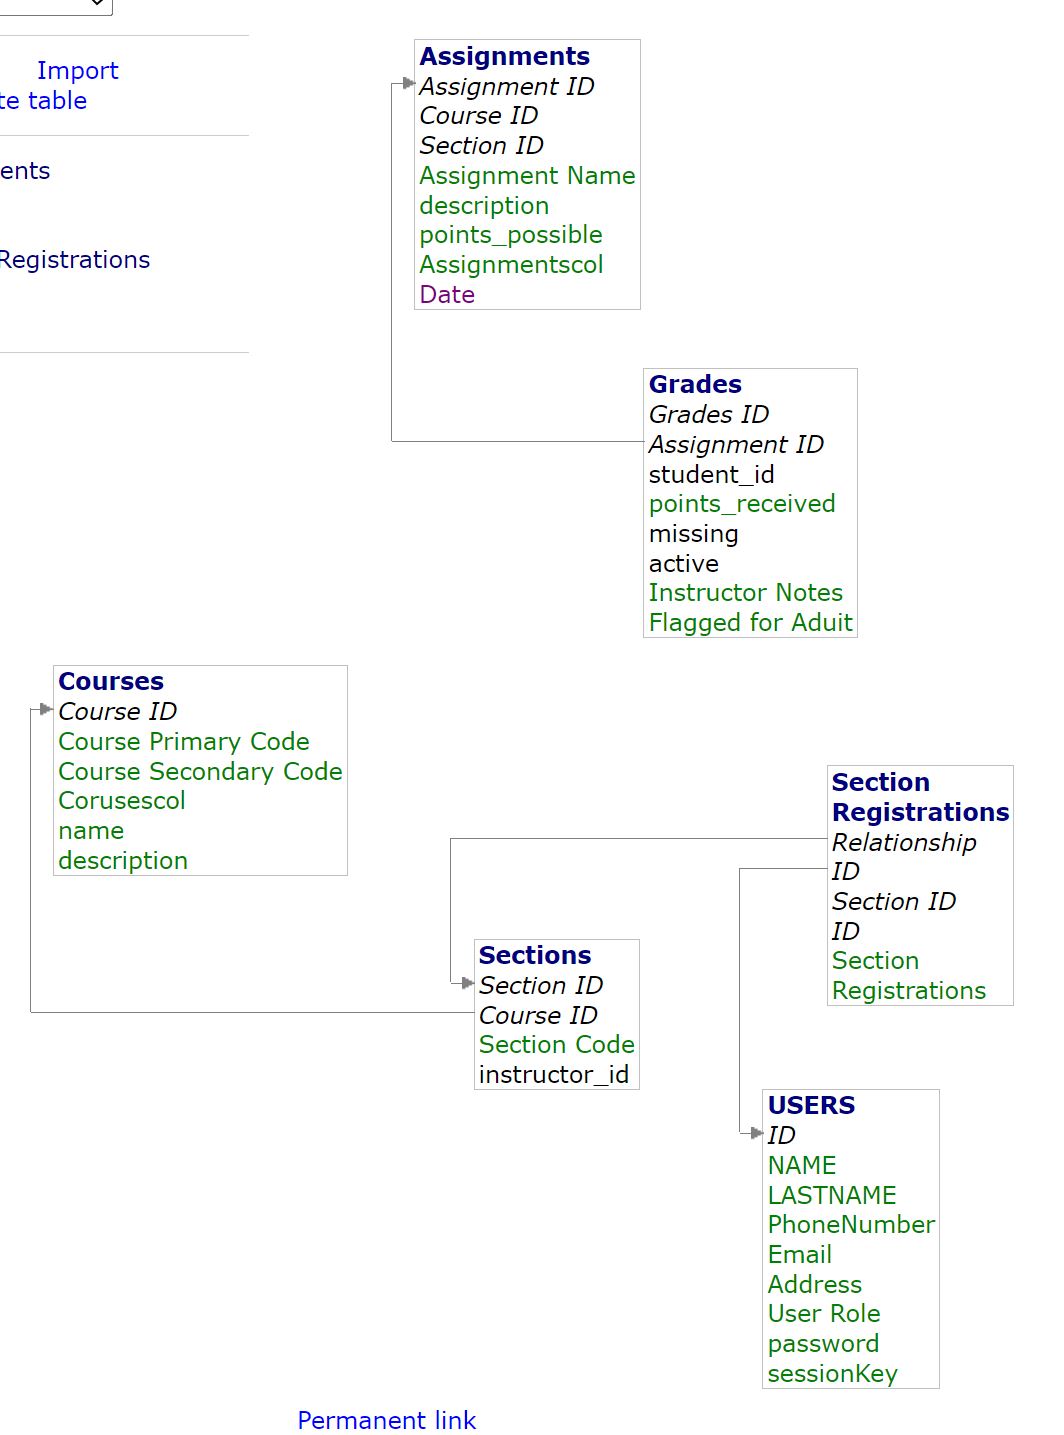 Import
te table
ents
Registrations
Assignments
Assignment ID
Course ID
Section ID
Assignment Name
description
points_possible
Assignmentscol
Date
Grades
Grades ID
Assignment ID
student_id
points_received
missing
active
Instructor Notes
Flagged for Aduit
Courses
Course ID
Course Primary Code
Course Secondary Code
Corusescol
name
description
Section
Registrations
Relationship
ID
Section ID
ID
Section
Registrations
Sections
Section ID
Course ID
Section Code
instructor_id
USERS
ID
NAME
LASTNAME
PhoneNumber
Email
Address
User Role
password
sessionKey
Permanent link